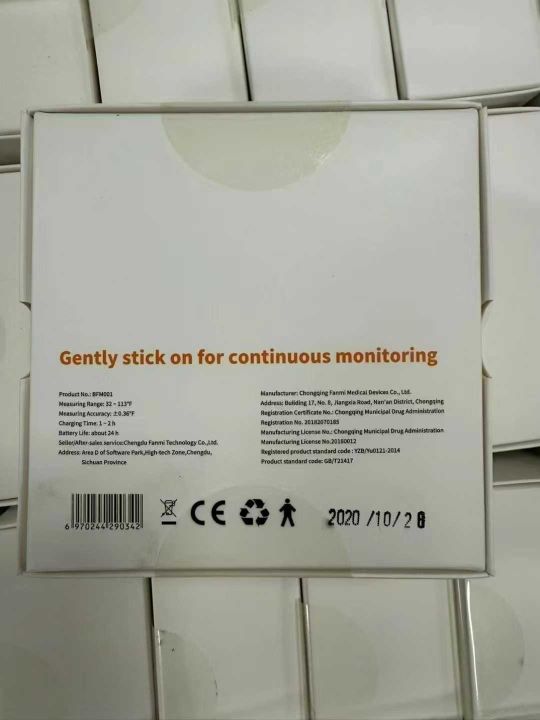 Gently stick on for continuous monitoring
Product No.: BFM001
Measuring Range: 32 ~ 113°F
Measuring Accuracy: ±0.36°F
Charging Time: 1 ~ 2 h
Battery Life: about 24 h
Seller/After-sales service:Chengdu Fanmi Technology Co.,Ltd.
Address: Area D of Software Park,High-tech Zone,Chengdu,
Sichuan Province
Manufacturer: Chongqing Fanmi Medical Devices Co., Ltd.
Address: Building 17, No. 8, Jiangxia Road, Nan'an District, Chongqing
Registration Certificate No.: Chongqing Municipal Drug Administration
Registration No. 20182070185
Manufacturing License No.: Chongqing Municipal Drug Administration
Manufacturing License No.20160012
Registered product standard code : YZB/Yu0121-2014
Product standard code: GB/T21417
6 970244 290342
CE
2020 /10/2